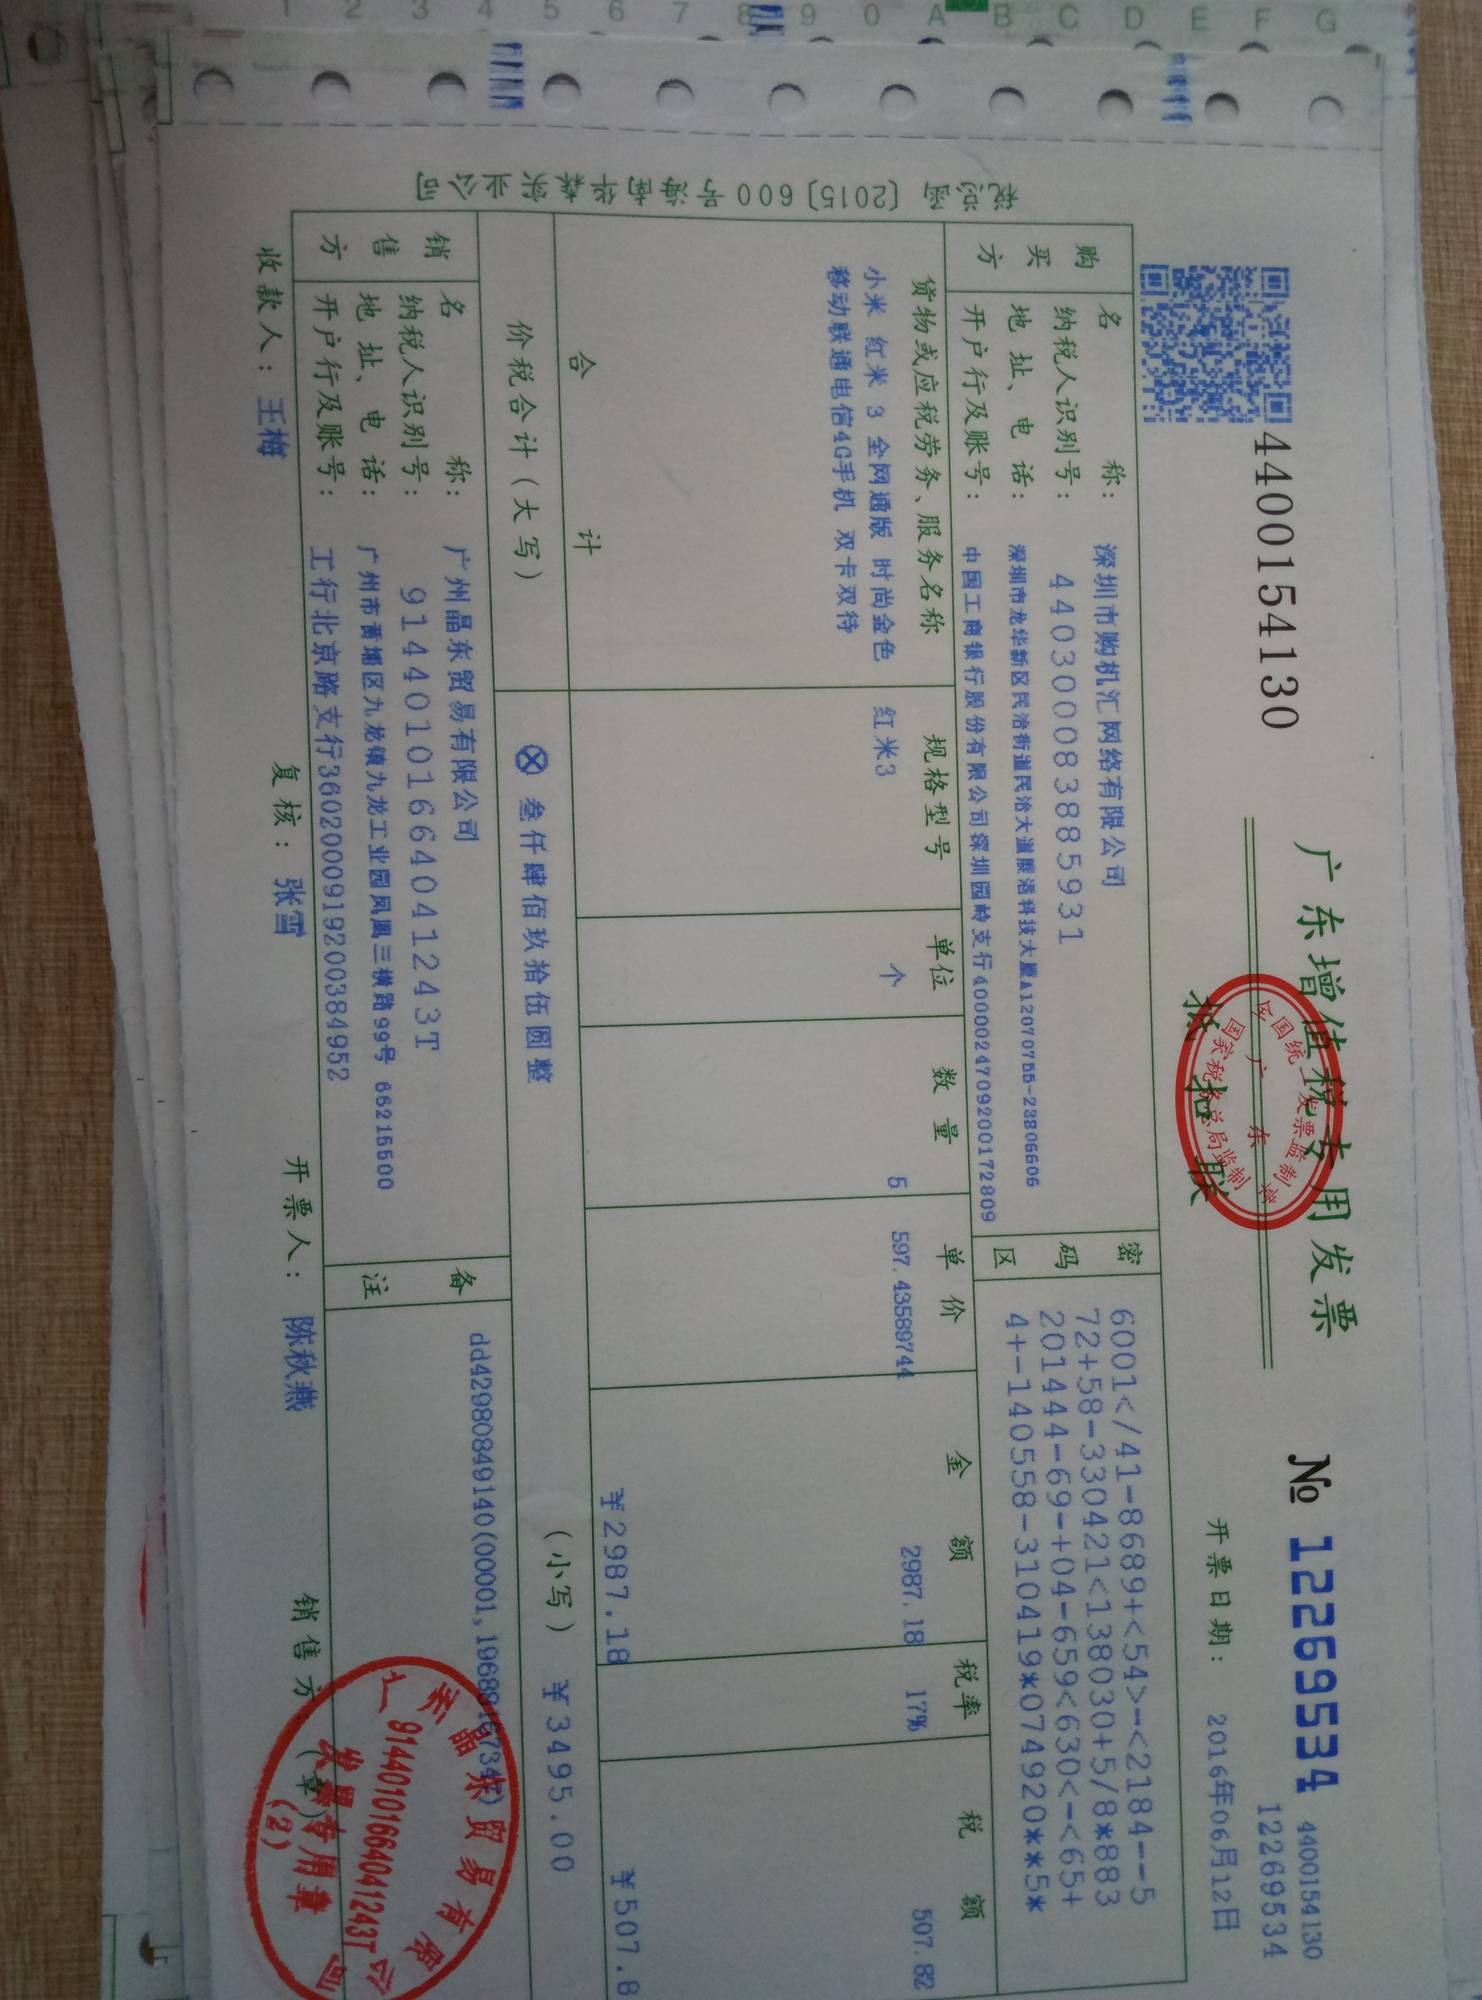 1 2 3 4 5 6 7 8 9 0 A B C D E F G
4400154130
广东增值税专用发票
抵扣联
全国统一发票监制章
广东
国家税务总局监制
№ 12269534
4400154130
12269534
开票日期： 2016年06月12日
购买方
名称： 深圳市购机汇网络有限公司
纳税人识别号： 440300083885931
地址、电话： 深圳市龙华新区民治街道民治大道展滔科技大厦A12070755-23806606
开户行及账号： 中国工商银行股份有限公司深圳园岭支行4000024709200172809
密码区
6001</41-8689+<54>-<2184--5
72+58-330421<138030+5/8*883
201444-69-+04-659<630<-<65+
4+-140558-310419*074920**5*
货物或应税劳务、服务名称 规格型号 单位 数量 单价 金额 税率 税额
小米 红米 3 全网通版 时尚金色 红米3 个 5 597.43589744 2987.18 17% 507.82
移动联通电信4G手机 双卡双待
合计 ¥2987.18 ¥507.8
价税合计（大写） ⊗ 叁仟肆佰玖拾伍圆整 （小写） ¥3495.00
销售方
名称： 广州晶东贸易有限公司
纳税人识别号： 91440101664041243T
地址、电话： 广州市黄埔区九龙镇九龙工业园凤凰三横路99号 66215500
开户行及账号： 工行北京路支行3602000919200384952
备注
dd42980849140(00001,19689167347)
收款人： 王梅 复核： 张雪 开票人： 陈秋燕 销售方：（章）
广州晶东贸易有限公司
91440101664041243T
发票专用章
(2)
[2015] 600号海南华森实业公司